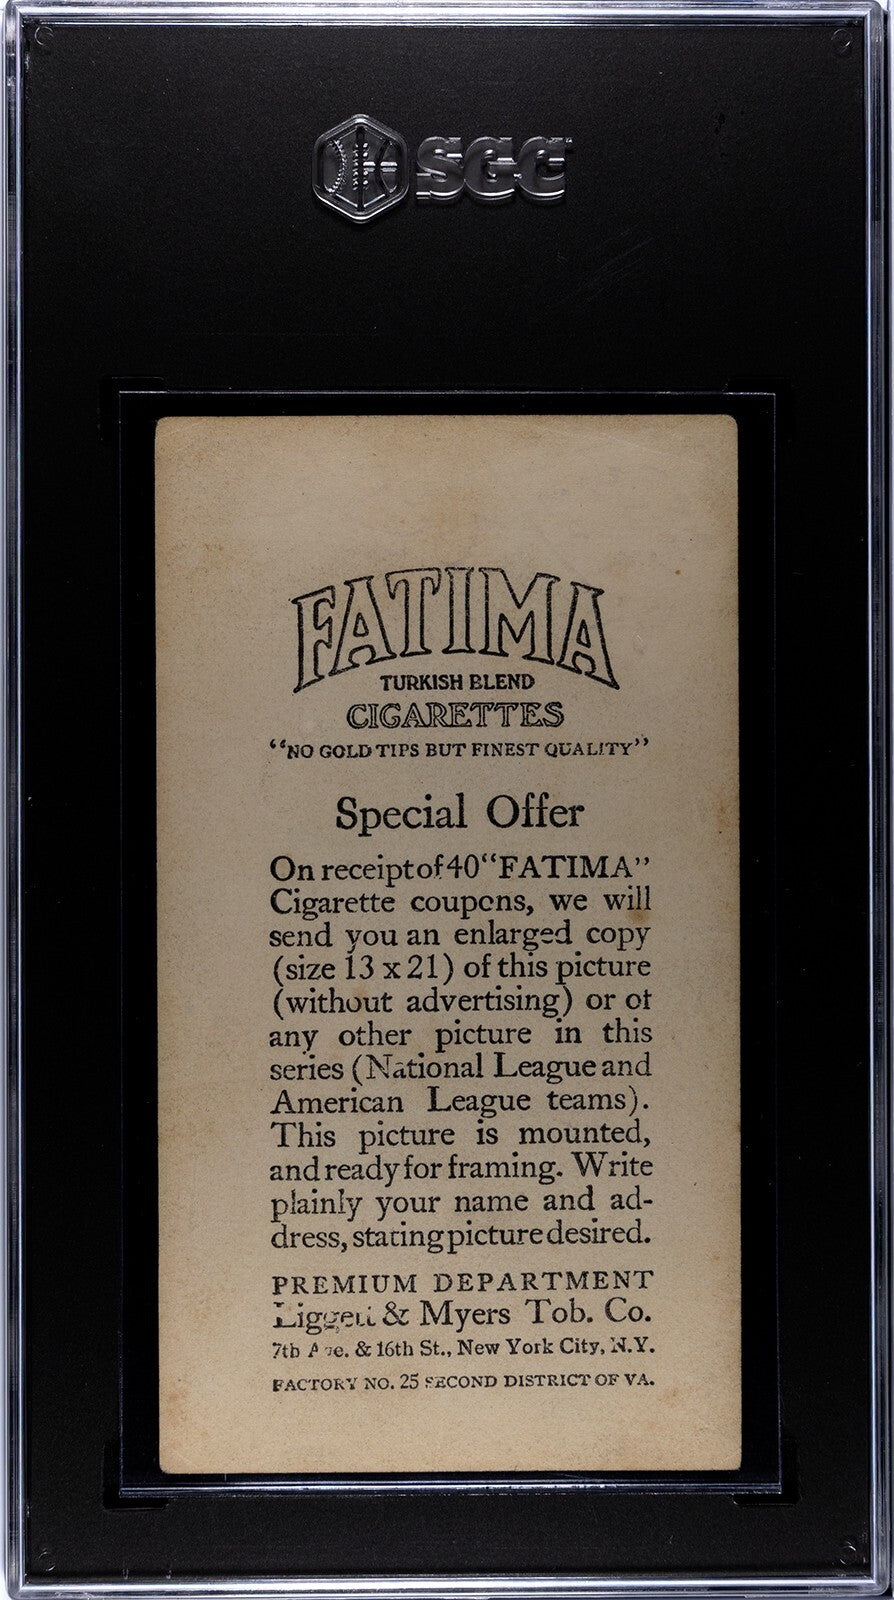 SGC
FATIMA
TURKISH BLEND
CIGARETTES
"NO GOLD TIPS BUT FINEST QUALITY"
Special Offer
On receipt of 40 "FATIMA"
Cigarette coupons, we will
send you an enlarged copy
(size 13 x 21) of this picture
(without advertising) or of
any other picture in this
series (National League and
American League teams).
This picture is mounted,
and ready for framing. Write
plainly your name and ad-
dress, stating picture desired.
PREMIUM DEPARTMENT
Liggett & Myers Tob. Co.
7th Ave. & 16th St., New York City, N.Y.
FACTORY NO. 25 SECOND DISTRICT OF VA.